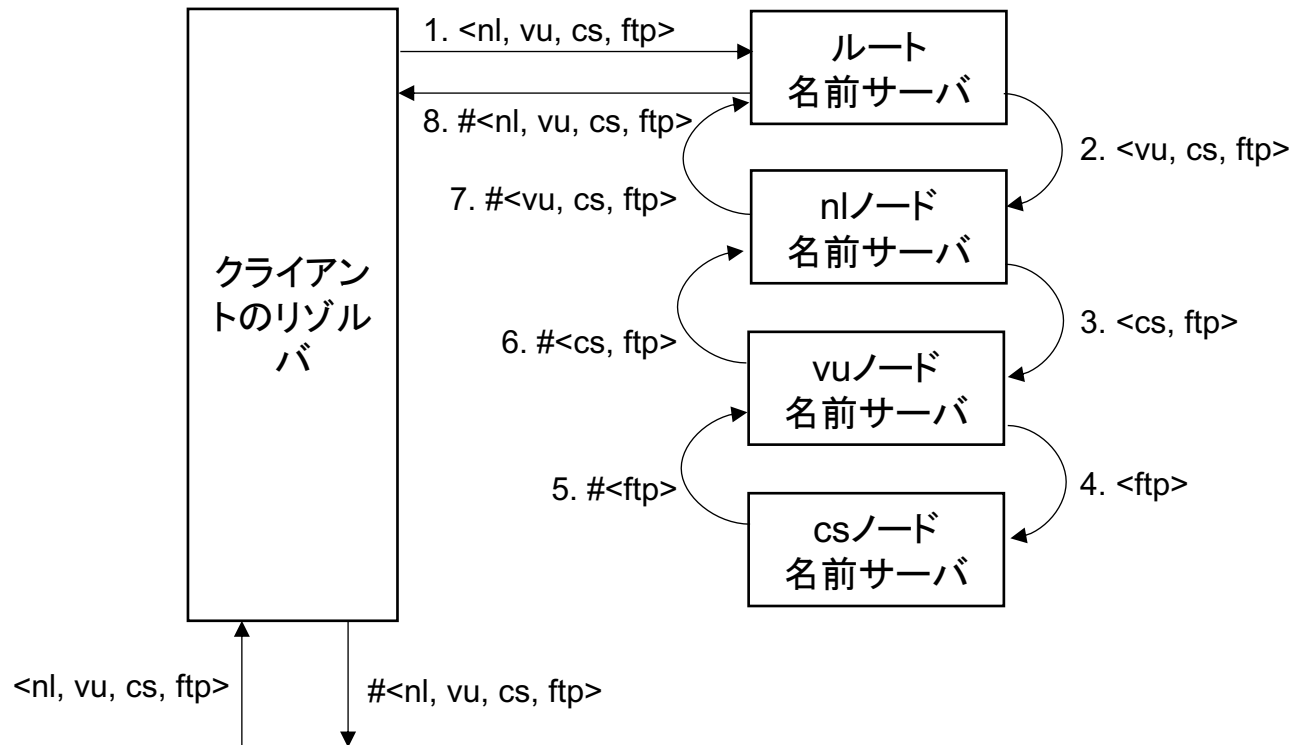 1. <nl, vu, cs, ftp>
ルート
名前サーバ
8. #<nl, vu, cs, ftp>
2. <vu, cs, ftp>
7. #<vu, cs, ftp>
nlノード
名前サーバ
クライアン
トのリゾル
バ
3. <cs, ftp>
6. #<cs, ftp>
vuノード
名前サーバ
5. #<ftp>
4. <ftp>
csノード
名前サーバ
<nl, vu, cs, ftp>
#<nl, vu, cs, ftp>